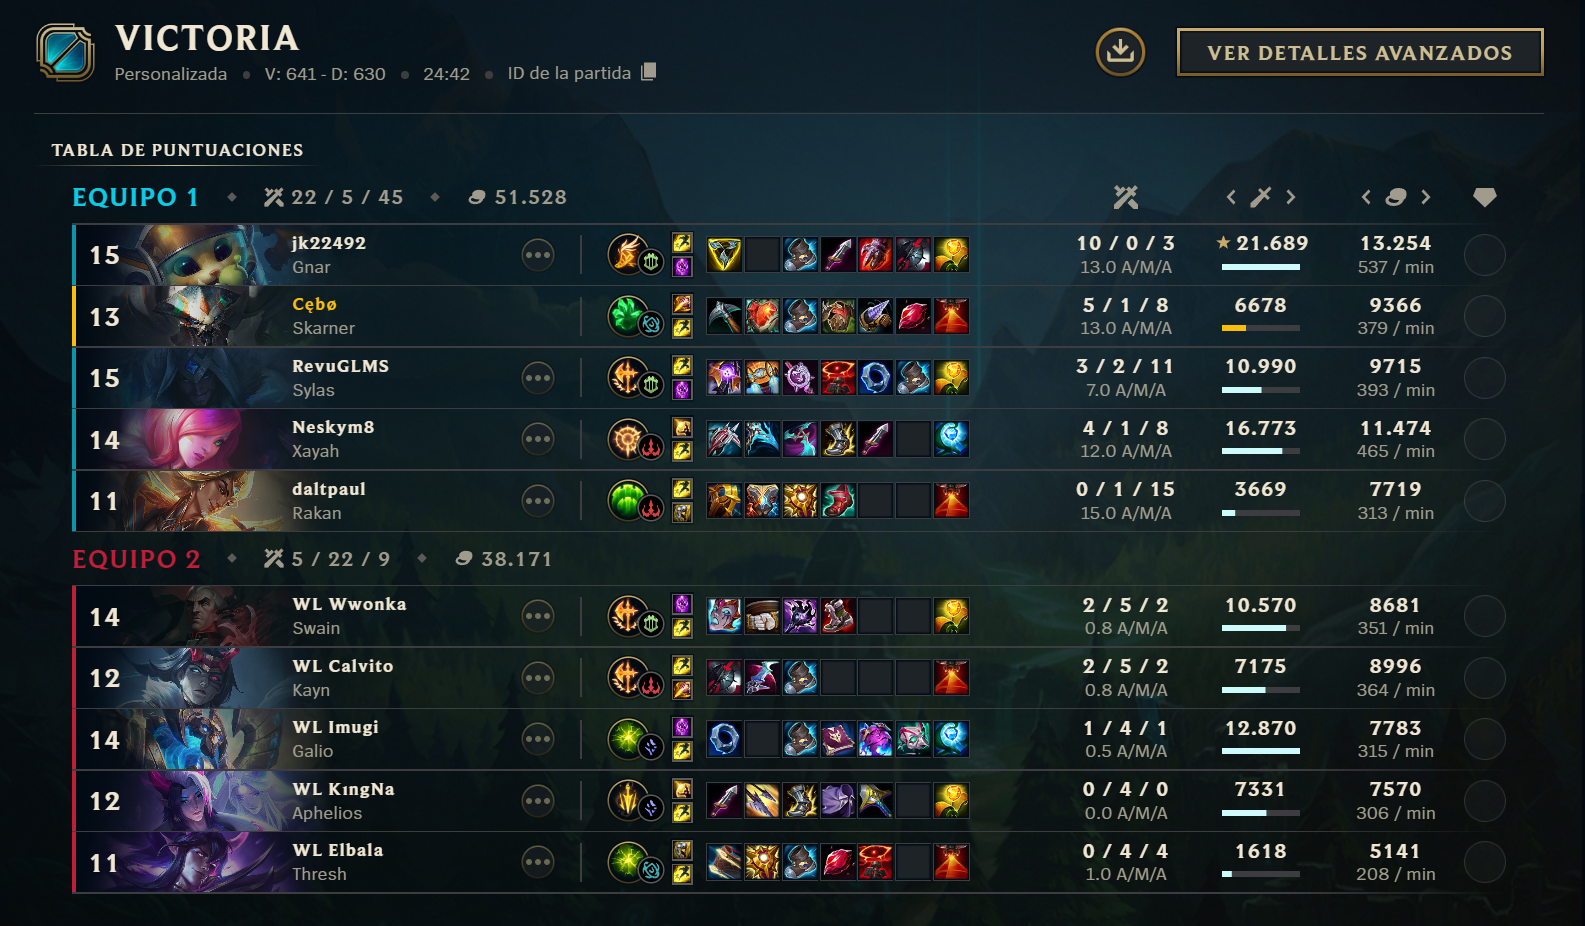 VICTORIA
Personalizada V: 641 - D: 630 24:42 ID de la partida
VER DETALLES AVANZADOS
TABLA DE PUNTUACIONES
EQUIPO 1 22 / 5 / 45 51.528
15 jk22492 10 / 0 / 3 21.689 13.254
Gnar 13.0 A/M/A 537 / min
13 Cębø 5 / 1 / 8 6678 9366
Skarner 13.0 A/M/A 379 / min
15 RevuGLMS 3 / 2 / 11 10.990 9715
Sylas 7.0 A/M/A 393 / min
14 Neskym8 4 / 1 / 8 16.773 11.474
Xayah 12.0 A/M/A 465 / min
11 daltpaul 0 / 1 / 15 3669 7719
Rakan 15.0 A/M/A 313 / min
EQUIPO 2 5 / 22 / 9 38.171
14 WL Wwonka 2 / 5 / 2 10.570 8681
Swain 0.8 A/M/A 351 / min
12 WL Calvito 2 / 5 / 2 7175 8996
Kayn 0.8 A/M/A 364 / min
14 WL Imugi 1 / 4 / 1 12.870 7783
Galio 0.5 A/M/A 315 / min
12 WL KıngNa 0 / 4 / 0 7331 7570
Aphelios 0.0 A/M/A 306 / min
11 WL Elbala 0 / 4 / 4 1618 5141
Thresh 1.0 A/M/A 208 / min